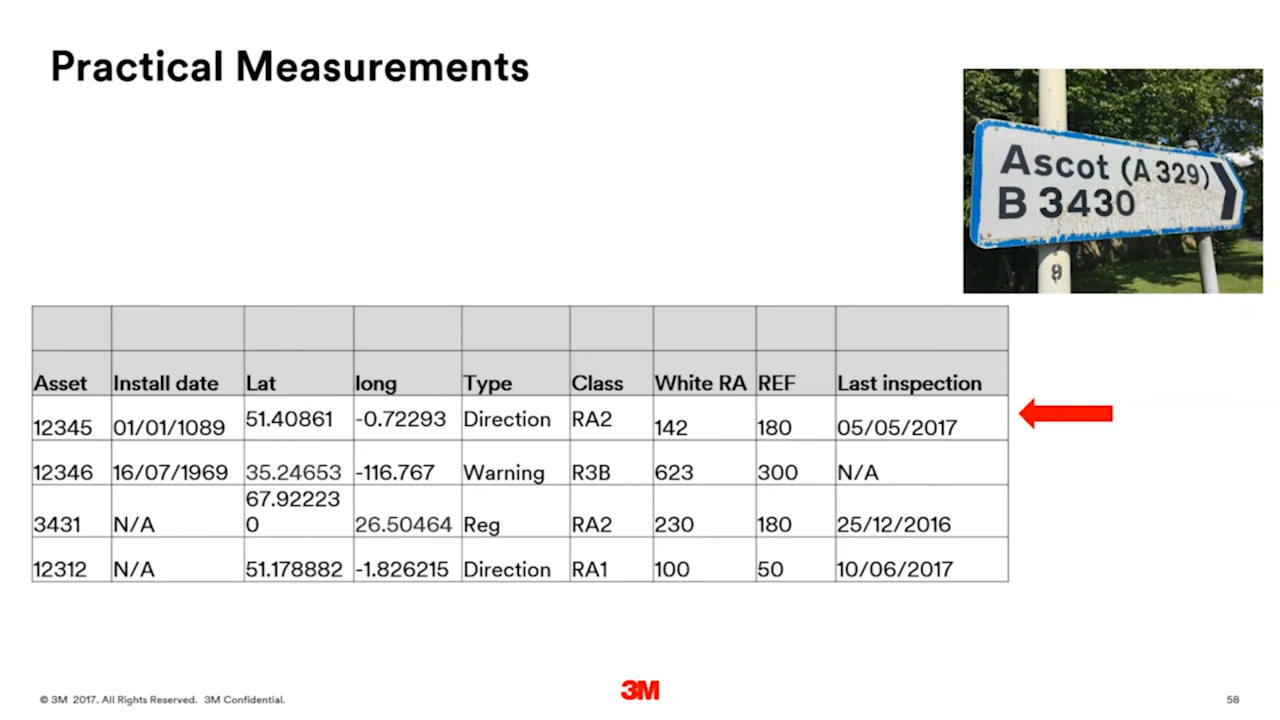 Practical Measurements
Ascot (A 329)
B 3430
8
Asset Install date Lat long Type Class White RA REF Last inspection
12345 01/01/1089 51.40861 -0.72293 Direction RA2 142 180 05/05/2017
12346 16/07/1969 35.24653 -116.767 Warning R3B 623 300 N/A
67.92223
3431 N/A 0 26.50464 Reg RA2 230 180 25/12/2016
12312 N/A 51.178882 -1.826215 Direction RA1 100 50 10/06/2017
© 3M 2017. All Rights Reserved. 3M Confidential.
3M
58